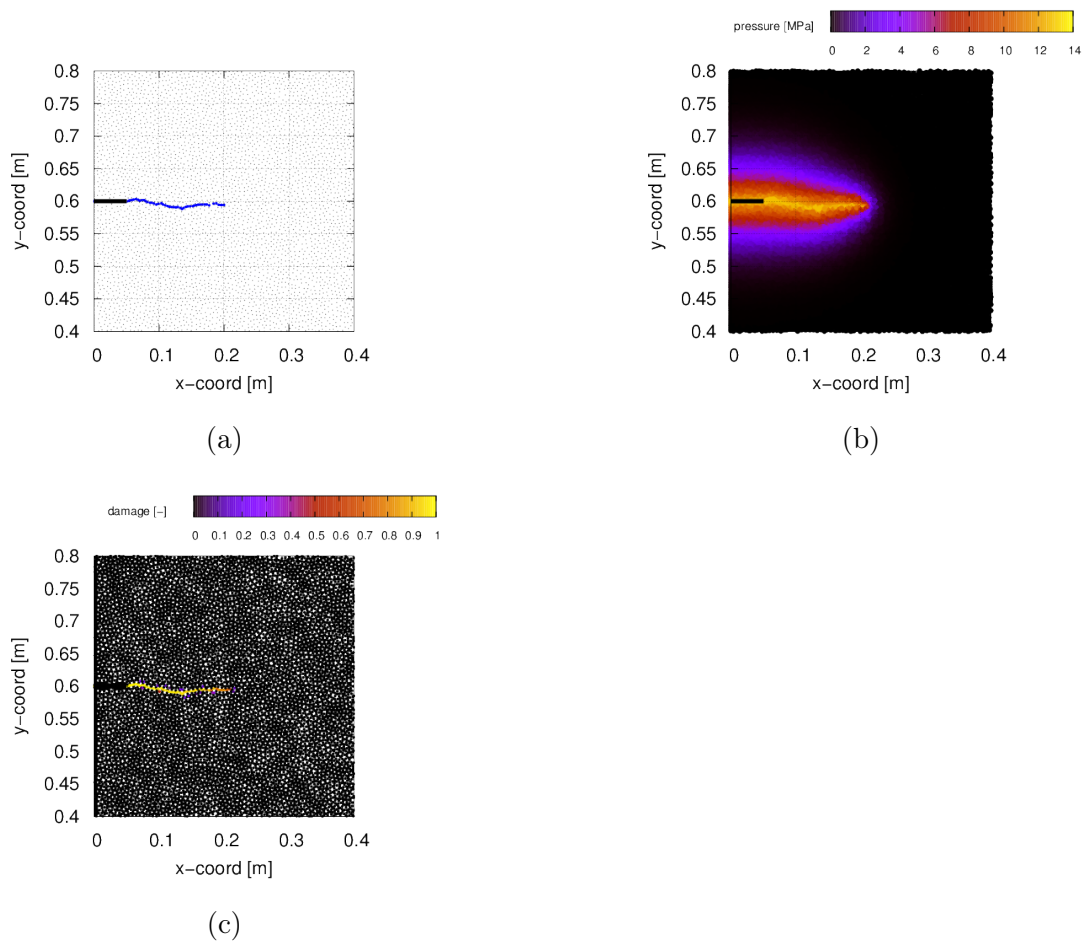 pressure [MPa]
0 2 4 6 8 10 12 14
0.8
0.75
0.7
0.65
0.6
0.55
0.5
0.45
0.4
y−coord [m]
0 0.1 0.2 0.3 0.4
x−coord [m]
(a)
0.8
0.75
0.7
0.65
0.6
0.55
0.5
0.45
0.4
y−coord [m]
0 0.1 0.2 0.3 0.4
x−coord [m]
(b)
damage [−]
0 0.1 0.2 0.3 0.4 0.5 0.6 0.7 0.8 0.9 1
0.8
0.75
0.7
0.65
0.6
0.55
0.5
0.45
0.4
y−coord [m]
0 0.1 0.2 0.3 0.4
x−coord [m]
(c)